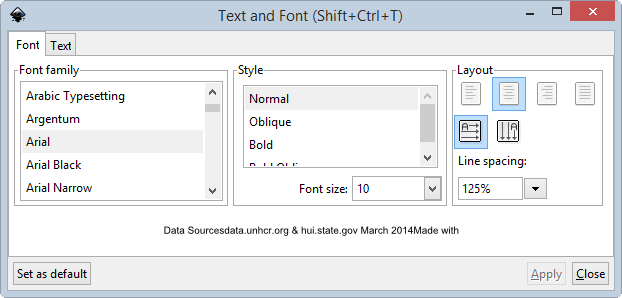 Text and Font (Shift+Ctrl+T)
Font Text
Font family
Arabic Typesetting
Argentum
Arial
Arial Black
Arial Narrow
Style
Normal
Oblique
Bold
Font size: 10
Layout
Line spacing:
125%
Data Sourcesdata.unhcr.org & hui.state.gov March 2014Made with
Set as default
Apply Close